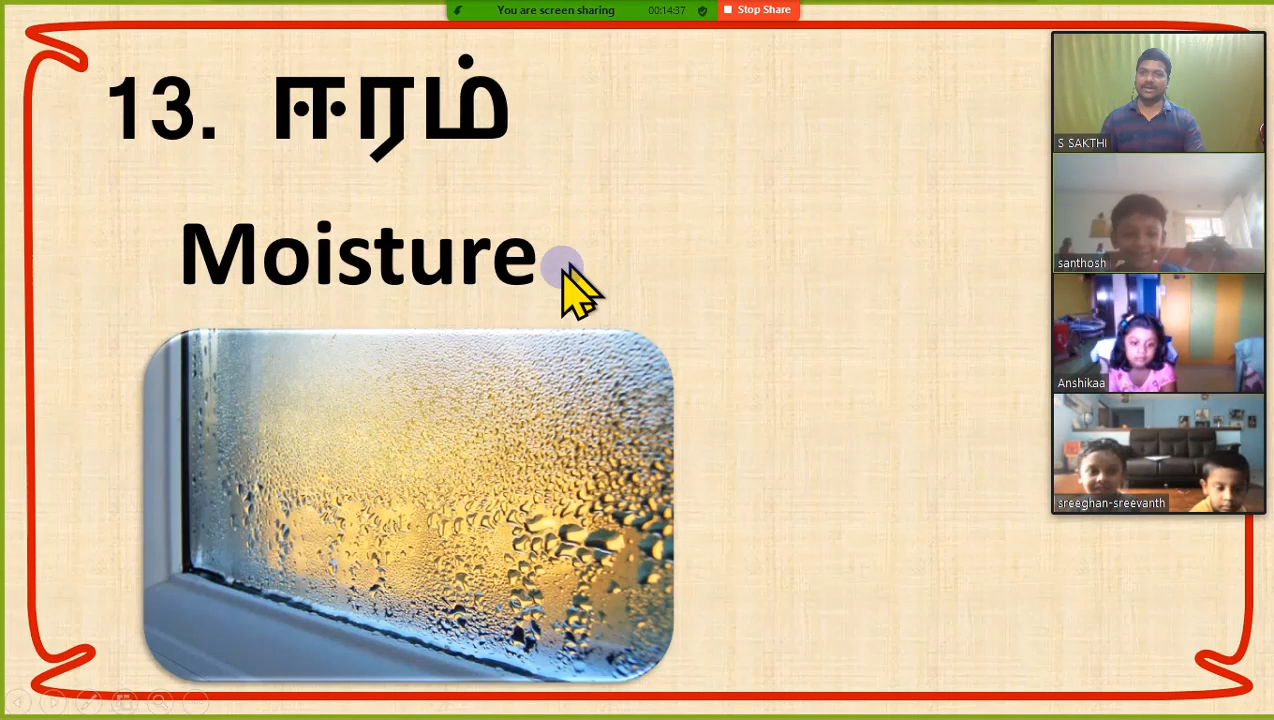 You are screen sharing
00:14:37
Stop Share
13. ஈரம்
Moisture
S SAKTHI
santhosh
Anshikaa
sreeghan-sreevanth